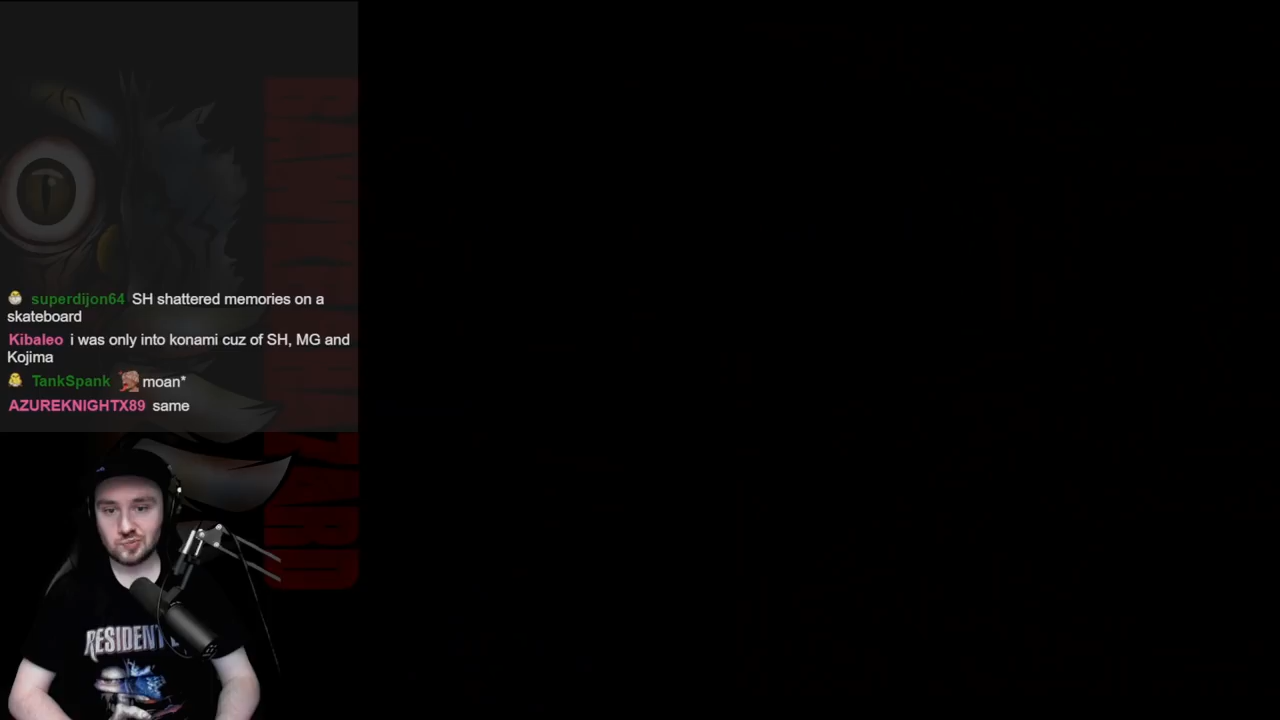 superdijon64 SH shattered memories on a
skateboard
Kibaleo i was only into konami cuz of SH, MG and
Kojima
TankSpank moan*
AZUREKNIGHTX89 same
RESIDENT